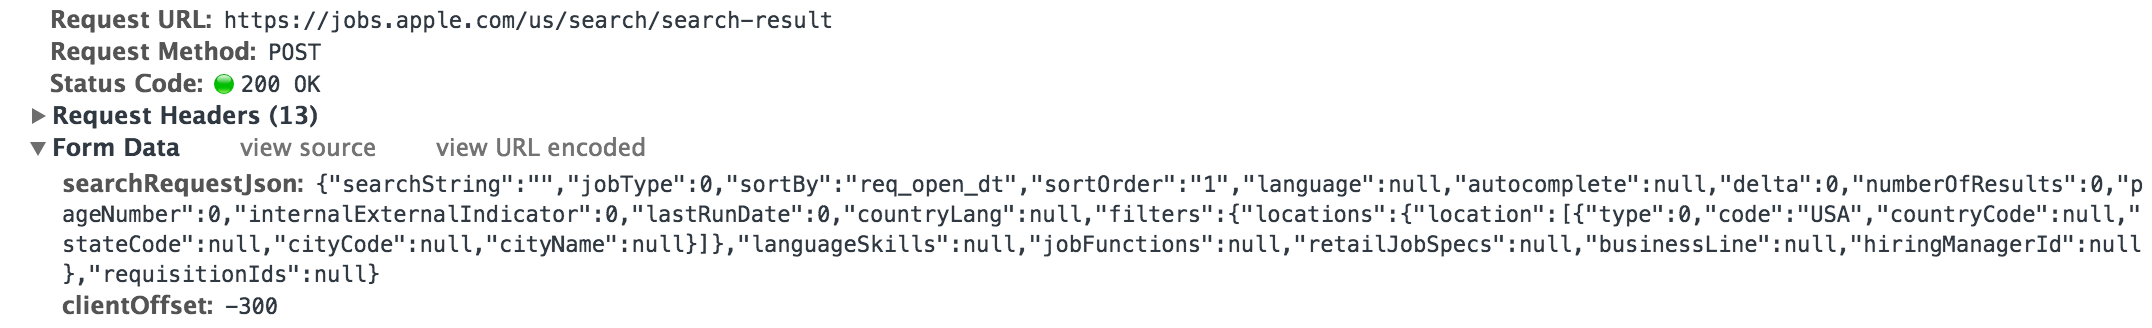 Request URL: https://jobs.apple.com/us/search/search-result
Request Method: POST
Status Code: 200 OK
Request Headers (13)
Form Data view source view URL encoded
searchRequestJson: {"searchString":"","jobType":0,"sortBy":"req_open_dt","sortOrder":"1","language":null,"autocomplete":null,"delta":0,"numberOfResults":0,"p
ageNumber":0,"internalExternalIndicator":0,"lastRunDate":0,"countryLang":null,"filters":{"locations":{"location":[{"type":0,"code":"USA","countryCode":null,"
stateCode":null,"cityCode":null,"cityName":null}]},"languageSkills":null,"jobFunctions":null,"retailJobSpecs":null,"businessLine":null,"hiringManagerId":null
},"requisitionIds":null}
clientOffset: -300